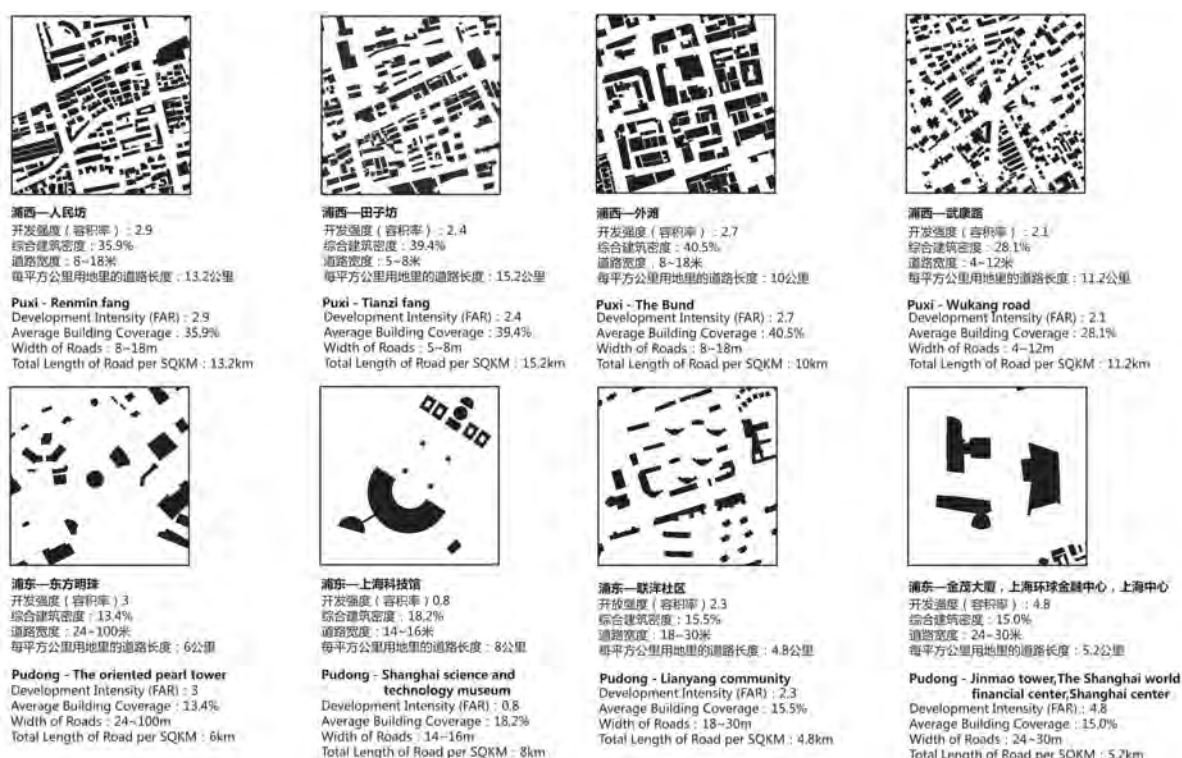 浦西—人民坊
开发强度（容积率）：2.9
综合建筑密度：35.9%
道路宽度：8~18米
每平方公里用地里的道路长度：13.2公里
Puxi - Renmin fang
Development Intensity (FAR) : 2.9
Average Building Coverage : 35.9%
Width of Roads : 8~18m
Total Length of Road per SQKM : 13.2km
浦西—田子坊
开发强度（容积率）：2.4
综合建筑密度：39.4%
道路宽度：5~8米
每平方公里用地里的道路长度：15.2公里
Puxi - Tianzi fang
Development Intensity (FAR) : 2.4
Average Building Coverage : 39.4%
Width of Roads : 5~8m
Total Length of Road per SQKM : 15.2km
浦西—外滩
开发强度（容积率）：2.7
综合建筑密度：40.5%
道路宽度：8~18米
每平方公里用地里的道路长度：10公里
Puxi - The Bund
Development Intensity (FAR) : 2.7
Average Building Coverage : 40.5%
Width of Roads : 8~18m
Total Length of Road per SQKM : 10km
浦西—武康路
开发强度（容积率）：2.1
综合建筑密度：28.1%
道路宽度：4~12米
每平方公里用地里的道路长度：11.2公里
Puxi - Wukang road
Development Intensity (FAR) : 2.1
Average Building Coverage : 28.1%
Width of Roads : 4~12m
Total Length of Road per SQKM : 11.2km
浦东—东方明珠
开发强度（容积率）3
综合建筑密度：13.4%
道路宽度：24~100米
每平方公里用地里的道路长度：6公里
Pudong - The oriented pearl tower
Development Intensity (FAR) : 3
Average Building Coverage : 13.4%
Width of Roads : 24~100m
Total Length of Road per SQKM : 6km
浦东—上海科技馆
开发强度（容积率）0.8
综合建筑密度：18.2%
道路宽度：14~16米
每平方公里用地里的道路长度：8公里
Pudong - Shanghai science and
technology museum
Development Intensity (FAR) : 0.8
Average Building Coverage : 18.2%
Width of Roads : 14~16m
Total Length of Road per SQKM : 8km
浦东—联洋社区
开放强度（容积率）2.3
综合建筑密度：15.5%
道路宽度：18~30米
每平方公里用地里的道路长度：4.8公里
Pudong - Lianyang community
Development Intensity (FAR) : 2.3
Average Building Coverage : 15.5%
Width of Roads : 18~30m
Total Length of Road per SQKM : 4.8km
浦东—金茂大厦，上海环球金融中心，上海中心
开发强度（容积率）：4.8
综合建筑密度：15.0%
道路宽度：24~30米
每平方公里用地里的道路长度：5.2公里
Pudong - Jinmao tower,The Shanghai world
financial center,Shanghai center
Development Intensity (FAR) : 4.8
Average Building Coverage : 15.0%
Width of Roads : 24~30m
Total Length of Road per SQKM : 5.2km